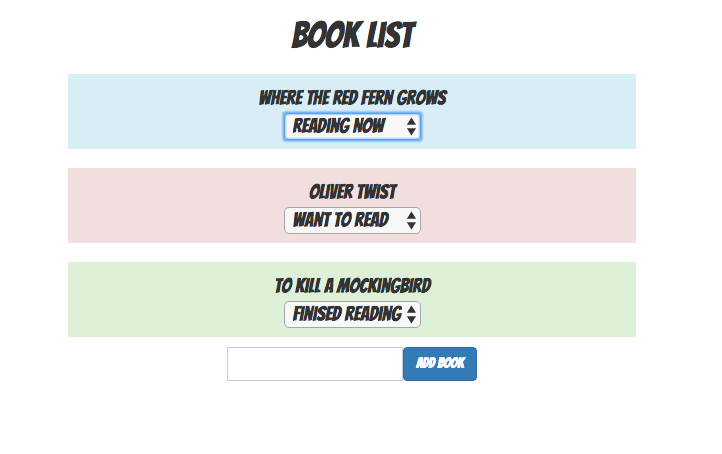 BOOK LIST
WHERE THE RED FERN GROWS
READING NOW
OLIVER TWIST
WANT TO READ
TO KILL A MOCKINGBIRD
FINISED READING
ADD BOOK